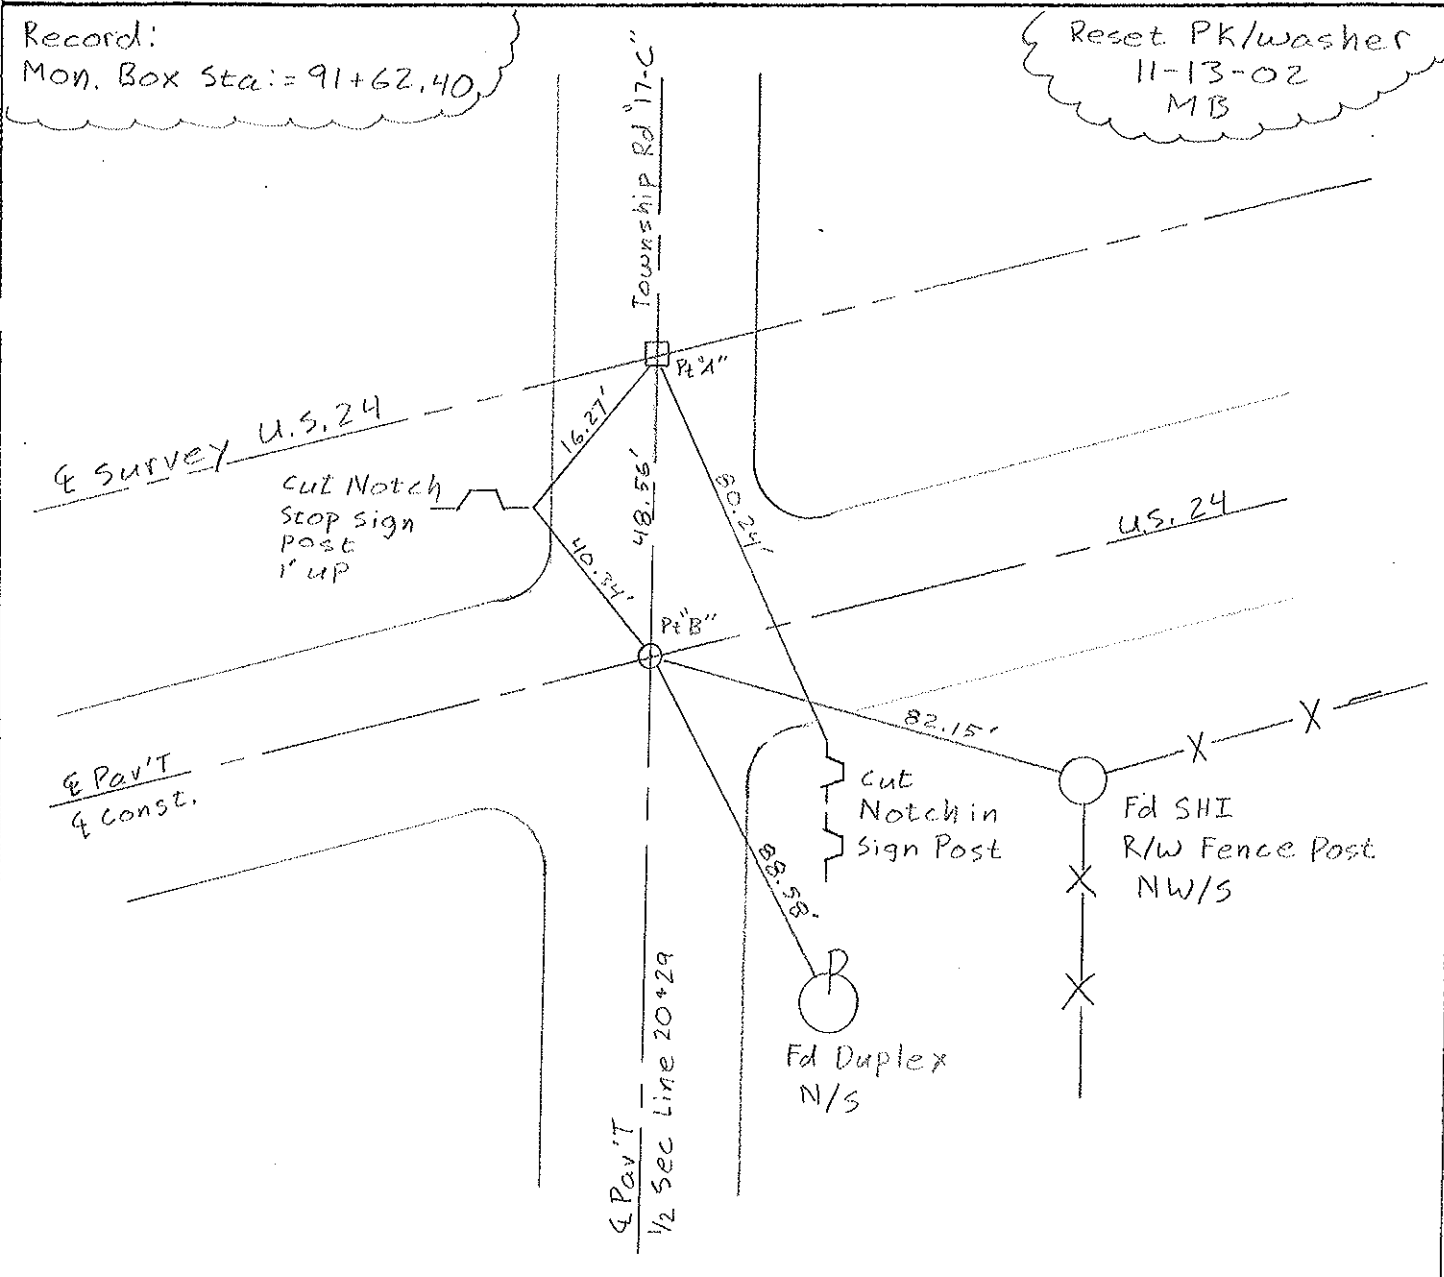 Record:
Mon. Box Sta:= 91+62.40
Reset PK/washer
11-13-02
MB
Township Rd "17-C"
Pt "A"
℄ Survey U.S. 24
16.27'
Cut Notch
Stop Sign
Post
1' up
48.56'
80.24'
40.34'
U.S. 24
Pt "B"
82.15'
℄ Pav'T
℄ Const.
Cut
Notch in
Sign Post
Fd SHI
R/W Fence Post
NW/S
88.58'
D
Fd Duplex
N/S
℄ Pav'T
1/2 Sec Line 20+29